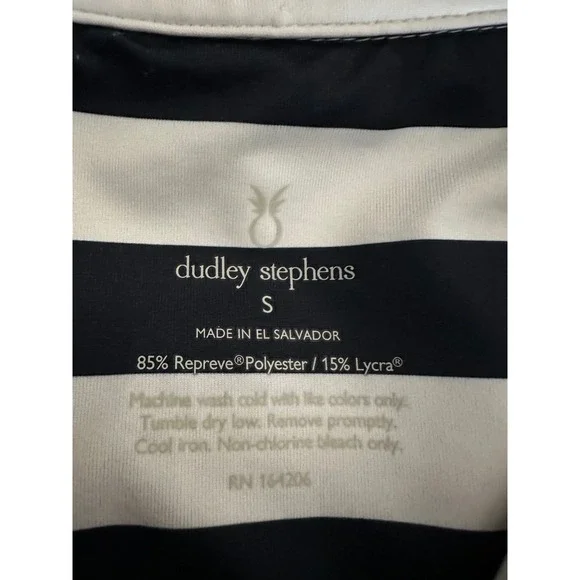 dudley stephens
S
MADE IN EL SALVADOR
85% Repreve® Polyester / 15% Lycra®
Machine wash cold with like colors only.
Tumble dry low. Remove promptly.
Cool iron. Non-chlorine bleach only.
RN 164206